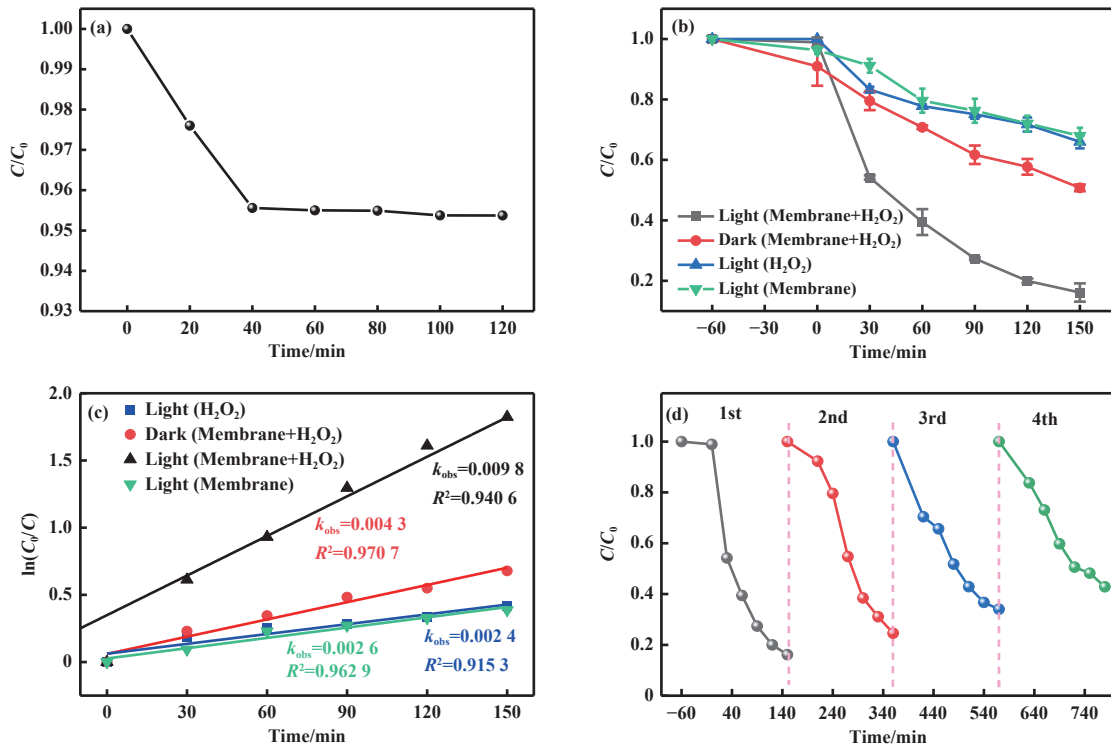 (a)
1.00
0.99
0.98
0.97
0.96
0.95
0.94
0.93
C/C₀
0 20 40 60 80 100 120
Time/min
(b)
1.0
0.8
0.6
0.4
0.2
C/C₀
Light (Membrane+H₂O₂)
Dark (Membrane+H₂O₂)
Light (H₂O₂)
Light (Membrane)
−60 −30 0 30 60 90 120 150
Time/min
(c)
2.0
1.5
1.0
0.5
0
ln(C₀/C)
Light (H₂O₂)
Dark (Membrane+H₂O₂)
Light (Membrane+H₂O₂)
Light (Membrane)
k_obs=0.009 8
R²=0.940 6
k_obs=0.004 3
R²=0.970 7
k_obs=0.002 6
R²=0.962 9
k_obs=0.002 4
R²=0.915 3
0 30 60 90 120 150
Time/min
(d)
1st 2nd 3rd 4th
1.0
0.8
0.6
0.4
0.2
0
C/C₀
−60 40 140 240 340 440 540 640 740
Time/min